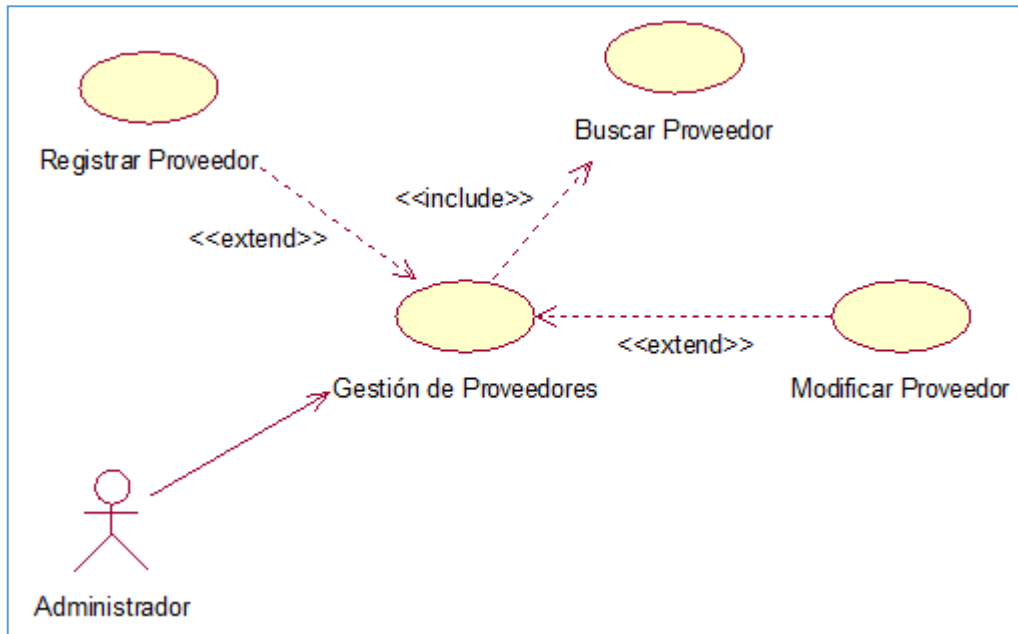 Buscar Proveedor
Registrar Proveedor
<<include>>
<<extend>>
<<extend>>
Gestión de Proveedores
Modificar Proveedor
Administrador